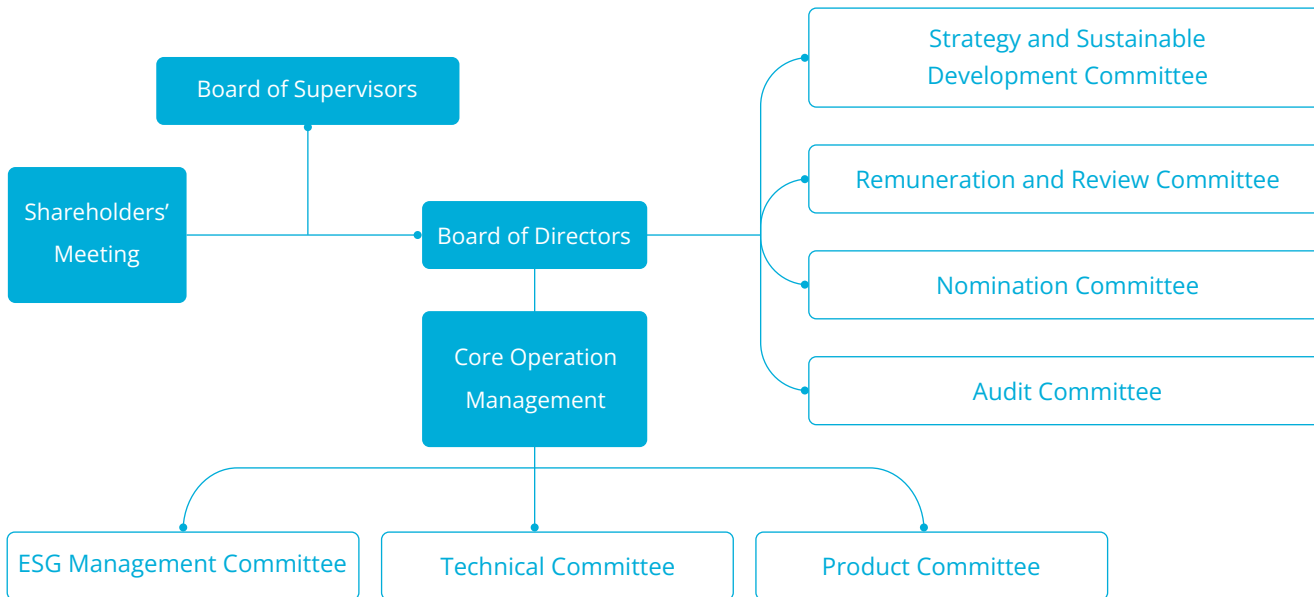 Strategy and Sustainable
Development Committee
Board of Supervisors
Remuneration and Review Committee
Shareholders’
Meeting
Board of Directors
Nomination Committee
Core Operation
Management
Audit Committee
ESG Management Committee
Technical Committee
Product Committee